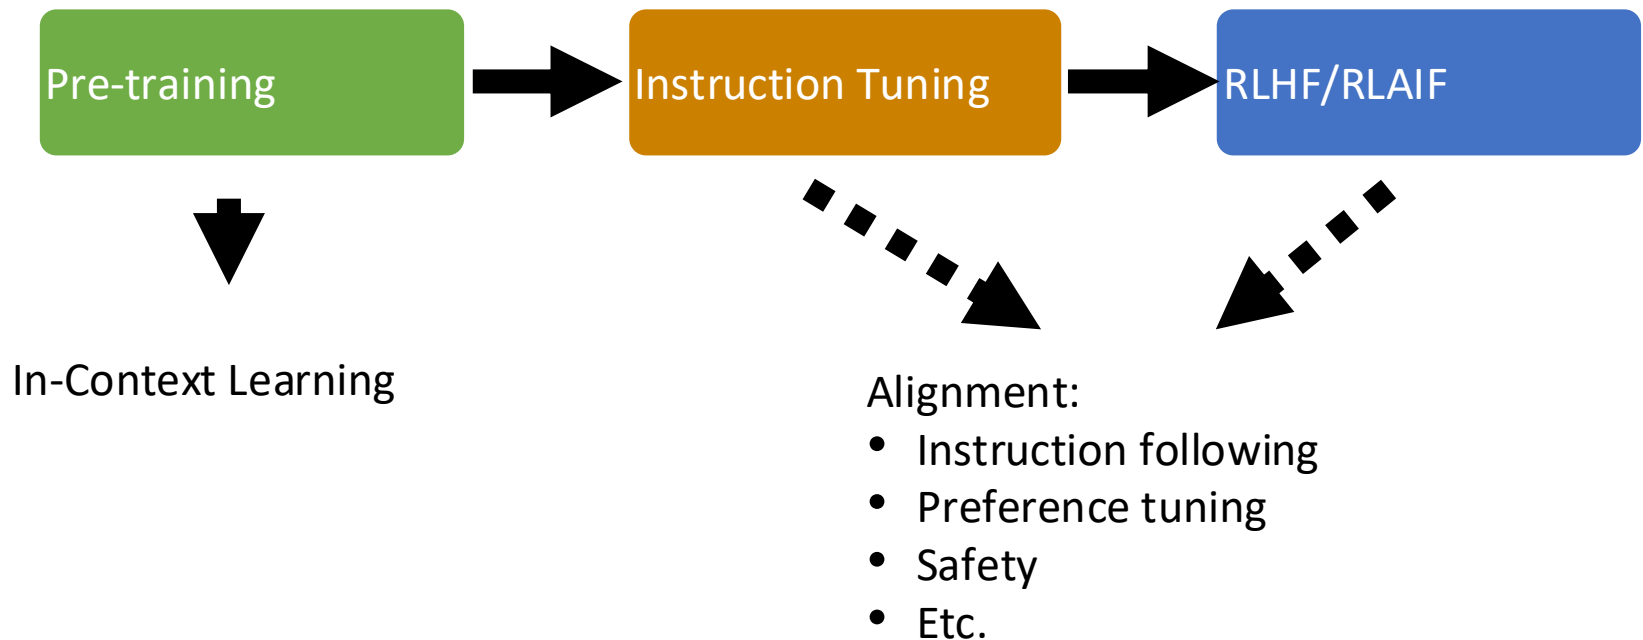 Pre-training
Instruction Tuning
RLHF/RLAIF
In-Context Learning
Alignment:
• Instruction following
• Preference tuning
• Safety
• Etc.